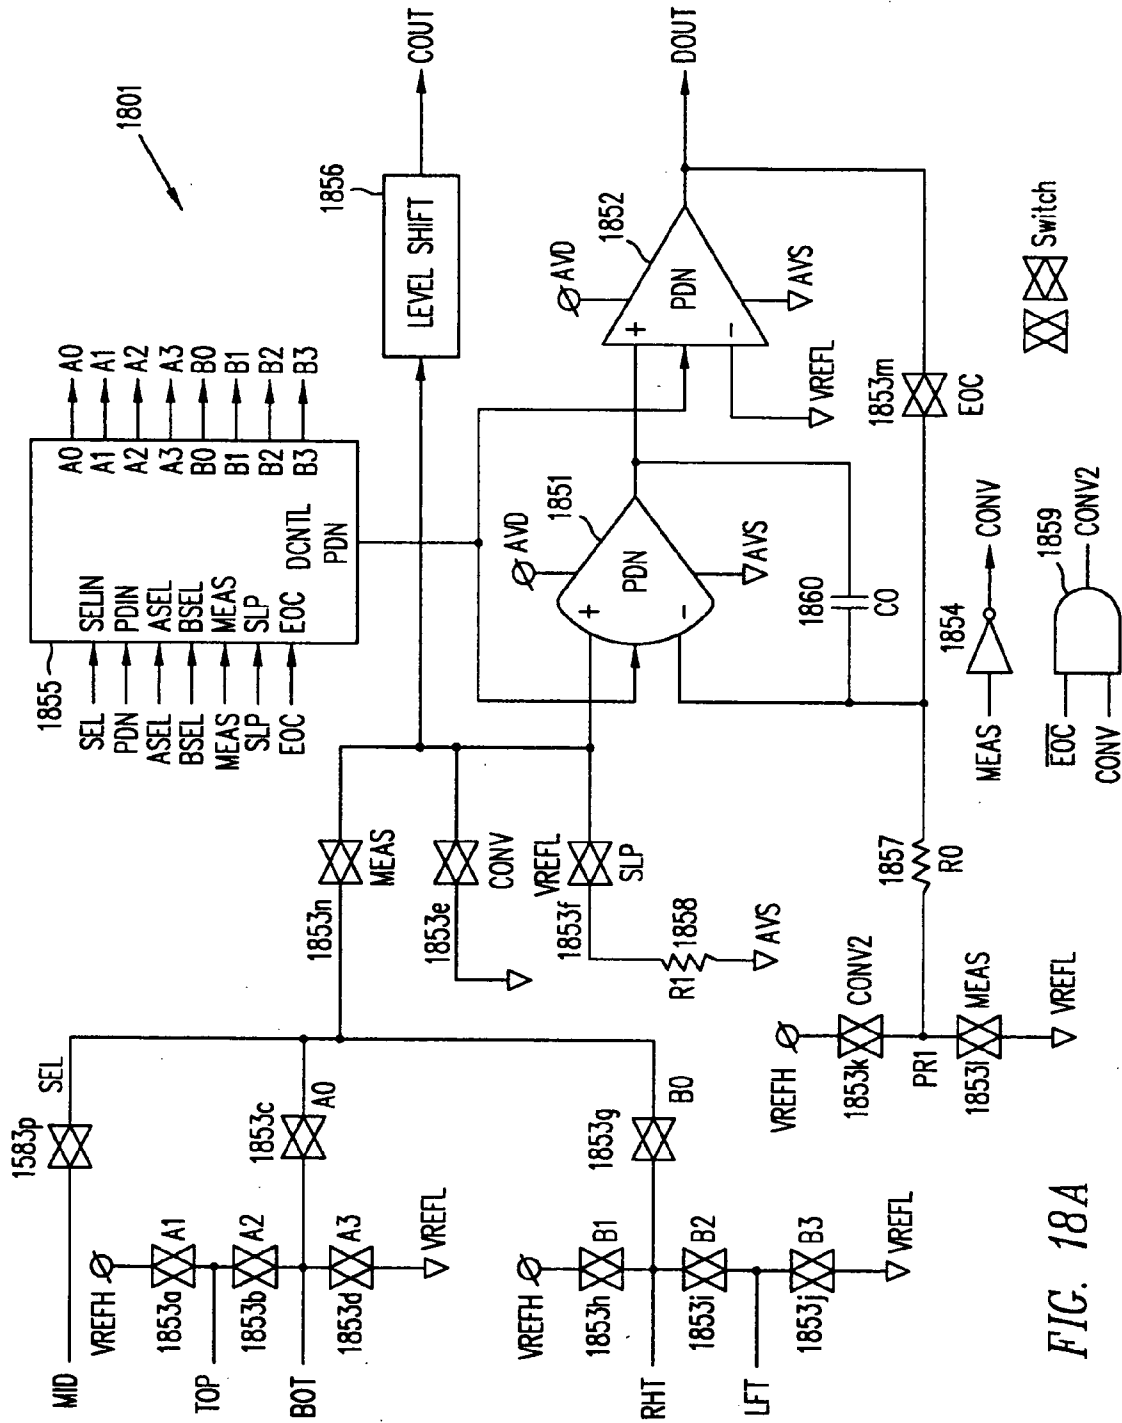 1801
1855
SEL
PDN
ASEL
BSEL
MEAS
SLP
EOC
SELIN
PDIN
ASEL
BSEL
MEAS
SLP
EOC
DCNTL
PDN
A0
A1
A2
A3
B0
B1
B2
B3
A0
A1
A2
A3
B0
B1
B2
B3
1856
LEVEL SHIFT
COUT
MID
1583p
SEL
1853n
MEAS
1853e
CONV
VREFL
1853f
SLP
R1
1858
AVS
VREFH
1853a
A1
TOP
1853b
A2
1853c
A0
BOT
1853d
A3
VREFL
VREFH
1853h
B1
1853g
B0
RHT
1853i
B2
LFT
1853j
B3
VREFL
AVD
1851
+
PDN
−
AVS
AVD
1852
+
PDN
−
AVS
VREFL
DOUT
1860
C0
1853m
EOC
1857
R0
VREFH
1853k
CONV2
PR1
1853l
MEAS
VREFL
MEAS
1854
CONV
E̅O̅C̅
CONV
1859
CONV2
Switch
FIG. 18A